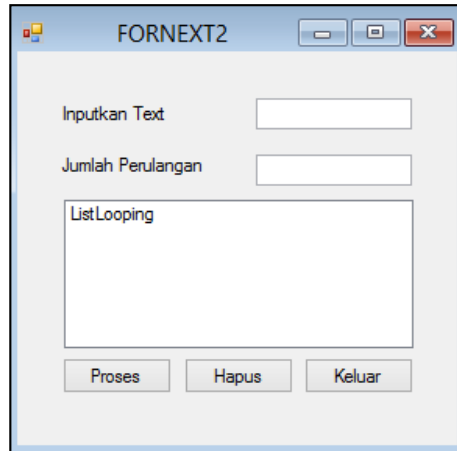 FORNEXT2
Inputkan Text
Jumlah Perulangan
ListLooping
Proses Hapus Keluar